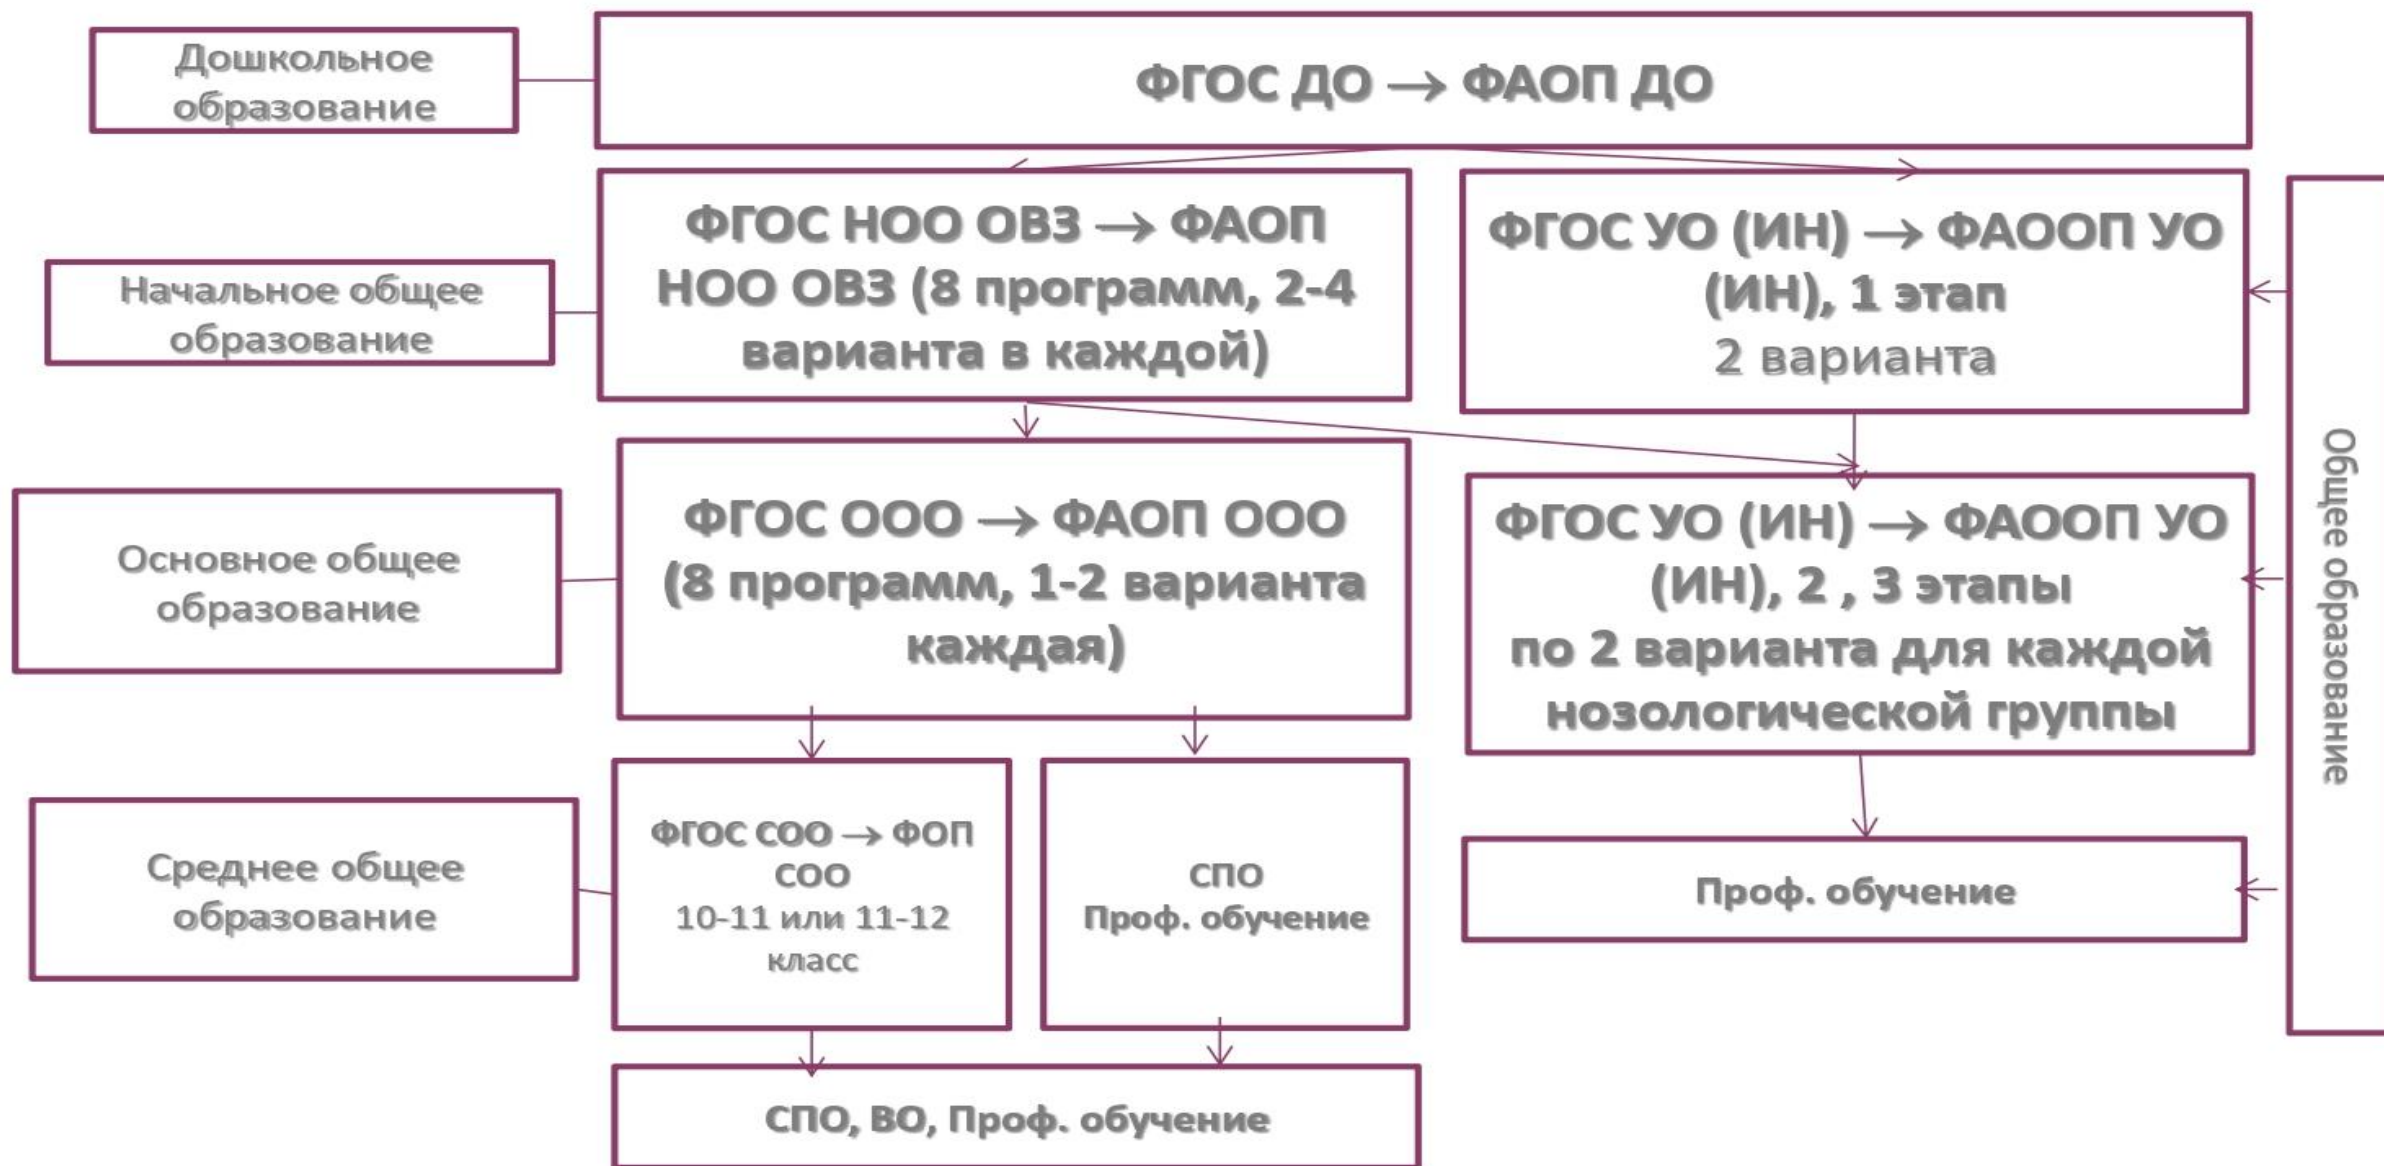 Дошкольное
образование
ФГОС ДО → ФАОП ДО
Начальное общее
образование
ФГОС НОО ОВЗ → ФАОП
НОО ОВЗ (8 программ, 2-4
варианта в каждой)
ФГОС УО (ИН) → ФАООП УО
(ИН), 1 этап
2 варианта
Общее образование
Основное общее
образование
ФГОС ООО → ФАОП ООО
(8 программ, 1-2 варианта
каждая)
ФГОС УО (ИН) → ФАООП УО
(ИН), 2 , 3 этапы
по 2 варианта для каждой
нозологической группы
Среднее общее
образование
ФГОС СОО → ФОП
СОО
10-11 или 11-12
класс
СПО
Проф. обучение
Проф. обучение
СПО, ВО, Проф. обучение